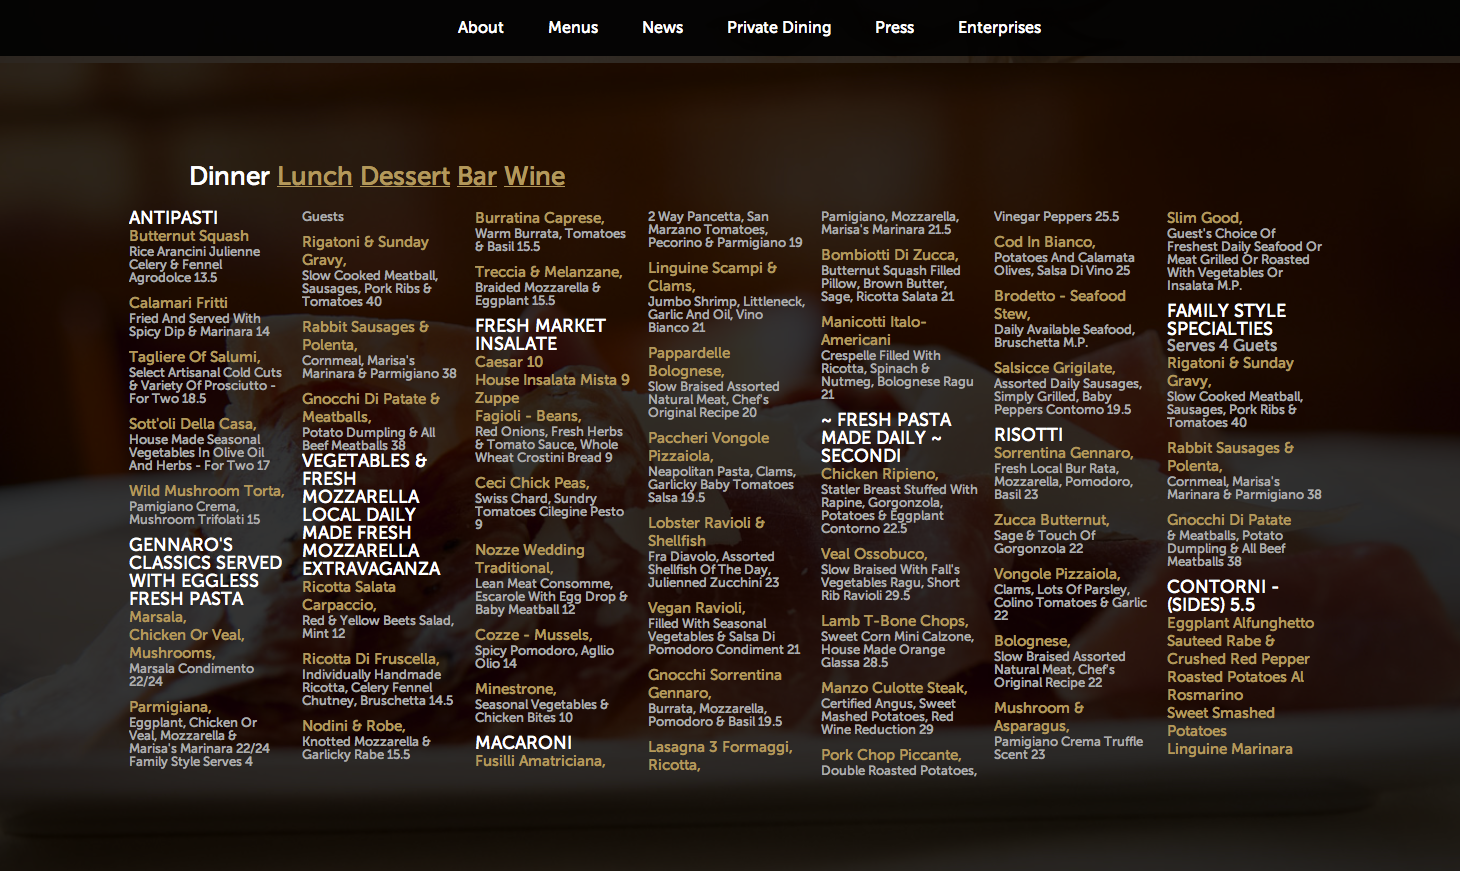 About Menus News Private Dining Press Enterprises
Dinner Lunch Dessert Bar Wine
ANTIPASTI
Butternut Squash
Rice Arancini Julienne
Celery & Fennel
Agrodolce 13.5
Calamari Fritti
Fried And Served With
Spicy Dip & Marinara 14
Tagliere Of Salumi,
Select Artisanal Cold Cuts
& Variety Of Prosciutto -
For Two 18.5
Sott'oli Della Casa,
House Made Seasonal
Vegetables In Olive Oil
And Herbs - For Two 17
Wild Mushroom Torta,
Pamigiano Crema,
Mushroom Trifolati 15
GENNARO'S
CLASSICS SERVED
WITH EGGLESS
FRESH PASTA
Marsala,
Chicken Or Veal,
Mushrooms,
Marsala Condimento
22/24
Parmigiana,
Eggplant, Chicken Or
Veal, Mozzarella &
Marisa's Marinara 22/24
Family Style Serves 4
Guests
Rigatoni & Sunday
Gravy,
Slow Cooked Meatball,
Sausages, Pork Ribs &
Tomatoes 40
Rabbit Sausages &
Polenta,
Cornmeal, Marisa's
Marinara & Parmigiano 38
Gnocchi Di Patate &
Meatballs,
Potato Dumpling & All
Beef Meatballs 38
VEGETABLES &
FRESH
MOZZARELLA
LOCAL DAILY
MADE FRESH
MOZZARELLA
EXTRAVAGANZA
Ricotta Salata
Carpaccio,
Red & Yellow Beets Salad,
Mint 12
Ricotta Di Fruscella,
Individually Handmade
Ricotta, Celery Fennel
Chutney, Bruschetta 14.5
Nodini & Robe,
Knotted Mozzarella &
Garlicky Rabe 15.5
Burratina Caprese,
Warm Burrata, Tomatoes
& Basil 15.5
Treccia & Melanzane,
Braided Mozzarella &
Eggplant 15.5
FRESH MARKET
INSALATE
Caesar 10
House Insalata Mista 9
Zuppe
Fagioli - Beans,
Red Onions, Fresh Herbs
& Tomato Sauce, Whole
Wheat Crostini Bread 9
Ceci Chick Peas,
Swiss Chard, Sundry
Tomatoes Cilegine Pesto
9
Nozze Wedding
Traditional,
Lean Meat Consomme,
Escarole With Egg Drop &
Baby Meatball 12
Cozze - Mussels,
Spicy Pomodoro, Agllio
Olio 14
Minestrone,
Seasonal Vegetables &
Chicken Bites 10
MACARONI
Fusilli Amatriciana,
2 Way Pancetta, San
Marzano Tomatoes,
Pecorino & Parmigiano 19
Linguine Scampi &
Clams,
Jumbo Shrimp, Littleneck,
Garlic And Oil, Vino
Bianco 21
Pappardelle
Bolognese,
Slow Braised Assorted
Natural Meat, Chef's
Original Recipe 20
Paccheri Vongole
Pizzaiola,
Neapolitan Pasta, Clams,
Garlicky Baby Tomatoes
Salsa 19.5
Lobster Ravioli &
Shellfish
Fra Diavolo, Assorted
Shellfish Of The Day,
Julienned Zucchini 23
Vegan Ravioli,
Filled With Seasonal
Vegetables & Salsa Di
Pomodoro Condiment 21
Gnocchi Sorrentina
Gennaro,
Burrata, Mozzarella,
Pomodoro & Basil 19.5
Lasagna 3 Formaggi,
Ricotta,
Pamigiano, Mozzarella,
Marisa's Marinara 21.5
Bombiotti Di Zucca,
Butternut Squash Filled
Pillow, Brown Butter,
Sage, Ricotta Salata 21
Manicotti Italo-
Americani
Crespelle Filled With
Ricotta, Spinach &
Nutmeg, Bolognese Ragu
21
~ FRESH PASTA
MADE DAILY ~
SECONDI
Chicken Ripieno,
Statler Breast Stuffed With
Rapine, Gorgonzola,
Potatoes & Eggplant
Contorno 22.5
Veal Ossobuco,
Slow Braised With Fall's
Vegetables Ragu, Short
Rib Ravioli 29.5
Lamb T-Bone Chops,
Sweet Corn Mini Calzone,
House Made Orange
Glassa 28.5
Manzo Culotte Steak,
Certified Angus, Sweet
Mashed Potatoes, Red
Wine Reduction 29
Pork Chop Piccante,
Double Roasted Potatoes,
Vinegar Peppers 25.5
Cod In Bianco,
Potatoes And Calamata
Olives, Salsa Di Vino 25
Brodetto - Seafood
Stew,
Daily Available Seafood,
Bruschetta M.P.
Salsicce Grigilate,
Assorted Daily Sausages,
Simply Grilled, Baby
Peppers Contomo 19.5
RISOTTI
Sorrentina Gennaro,
Fresh Local Bur Rata,
Mozzarella, Pomodoro,
Basil 23
Zucca Butternut,
Sage & Touch Of
Gorgonzola 22
Vongole Pizzaiola,
Clams, Lots Of Parsley,
Colino Tomatoes & Garlic
22
Bolognese,
Slow Braised Assorted
Natural Meat, Chef's
Original Recipe 22
Mushroom &
Asparagus,
Pamigiano Crema Truffle
Scent 23
Slim Good,
Guest's Choice Of
Freshest Daily Seafood Or
Meat Grilled Or Roasted
With Vegetables Or
Insalata M.P.
FAMILY STYLE
SPECIALTIES
Serves 4 Guets
Rigatoni & Sunday
Gravy,
Slow Cooked Meatball,
Sausages, Pork Ribs &
Tomatoes 40
Rabbit Sausages &
Polenta,
Cornmeal, Marisa's
Marinara & Parmigiano 38
Gnocchi Di Patate
& Meatballs, Potato
Dumpling & All Beef
Meatballs 38
CONTORNI -
(SIDES) 5.5
Eggplant Alfunghetto
Sauteed Rabe &
Crushed Red Pepper
Roasted Potatoes Al
Rosmarino
Sweet Smashed
Potatoes
Linguine Marinara